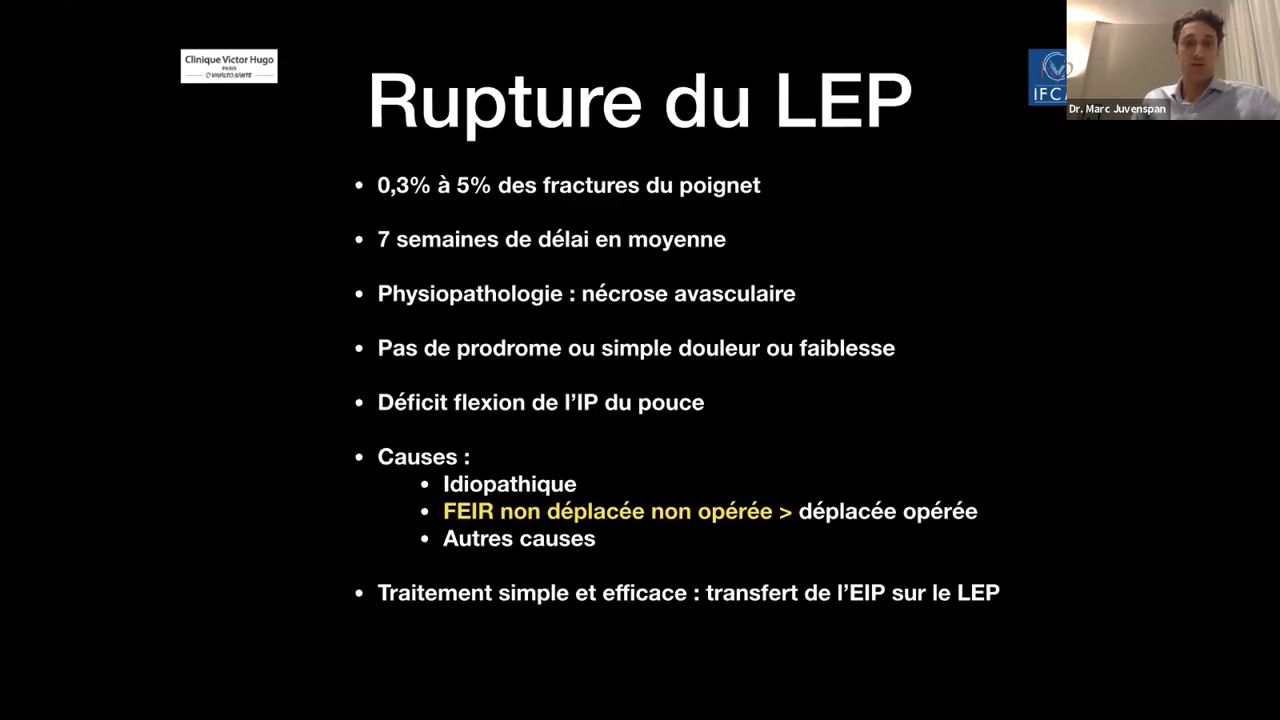 Clinique Victor Hugo
PARIS
VIVALTO SANTÉ
Rupture du LEP
IFC
Dr. Marc Juvenspan
• 0,3% à 5% des fractures du poignet
• 7 semaines de délai en moyenne
• Physiopathologie : nécrose avasculaire
• Pas de prodrome ou simple douleur ou faiblesse
• Déficit flexion de l’IP du pouce
• Causes :
• Idiopathique
• FEIR non déplacée non opérée > déplacée opérée
• Autres causes
• Traitement simple et efficace : transfert de l’EIP sur le LEP